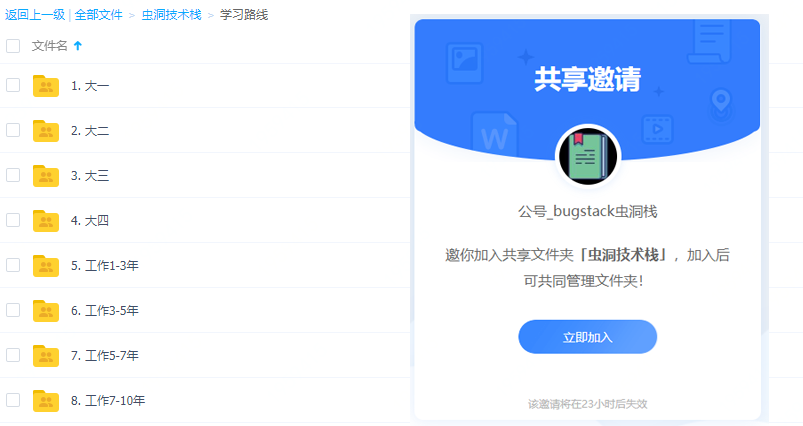 返回上一级 | 全部文件 > 虫洞技术栈 > 学习路线
文件名
1. 大一
2. 大二
3. 大三
4. 大四
5. 工作1-3年
6. 工作3-5年
7. 工作5-7年
8. 工作7-10年
共享邀请
W
公号_bugstack虫洞栈
邀你加入共享文件夹「虫洞技术栈」，加入后
可共同管理文件夹！
立即加入
该邀请将在23小时后失效